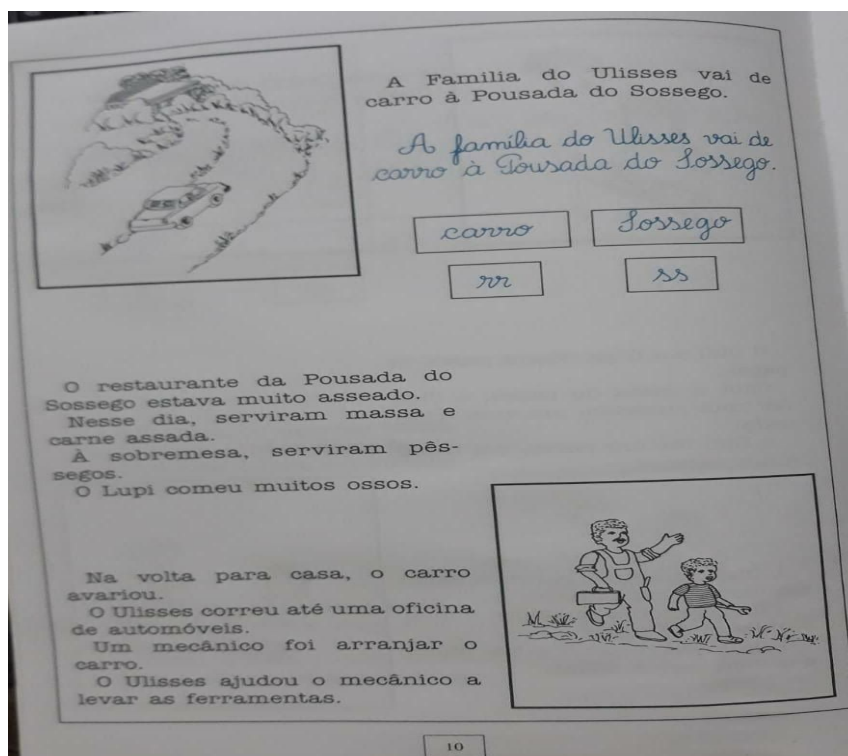 A Familia do Ulisses vai de
carro à Pousada do Sossego.
A família do Ulisses vai de
carro à Pousada do Sossego.
carro Sossego
rr ss
O restaurante da Pousada do
Sossego estava muito asseado.
Nesse dia, serviram massa e
carne assada.
À sobremesa, serviram pês-
segos.
O Lupi comeu muitos ossos.
Na volta para casa, o carro
avariou.
O Ulisses correu até uma oficina
de automóveis.
Um mecânico foi arranjar o
carro.
O Ulisses ajudou o mecânico a
levar as ferramentas.
10